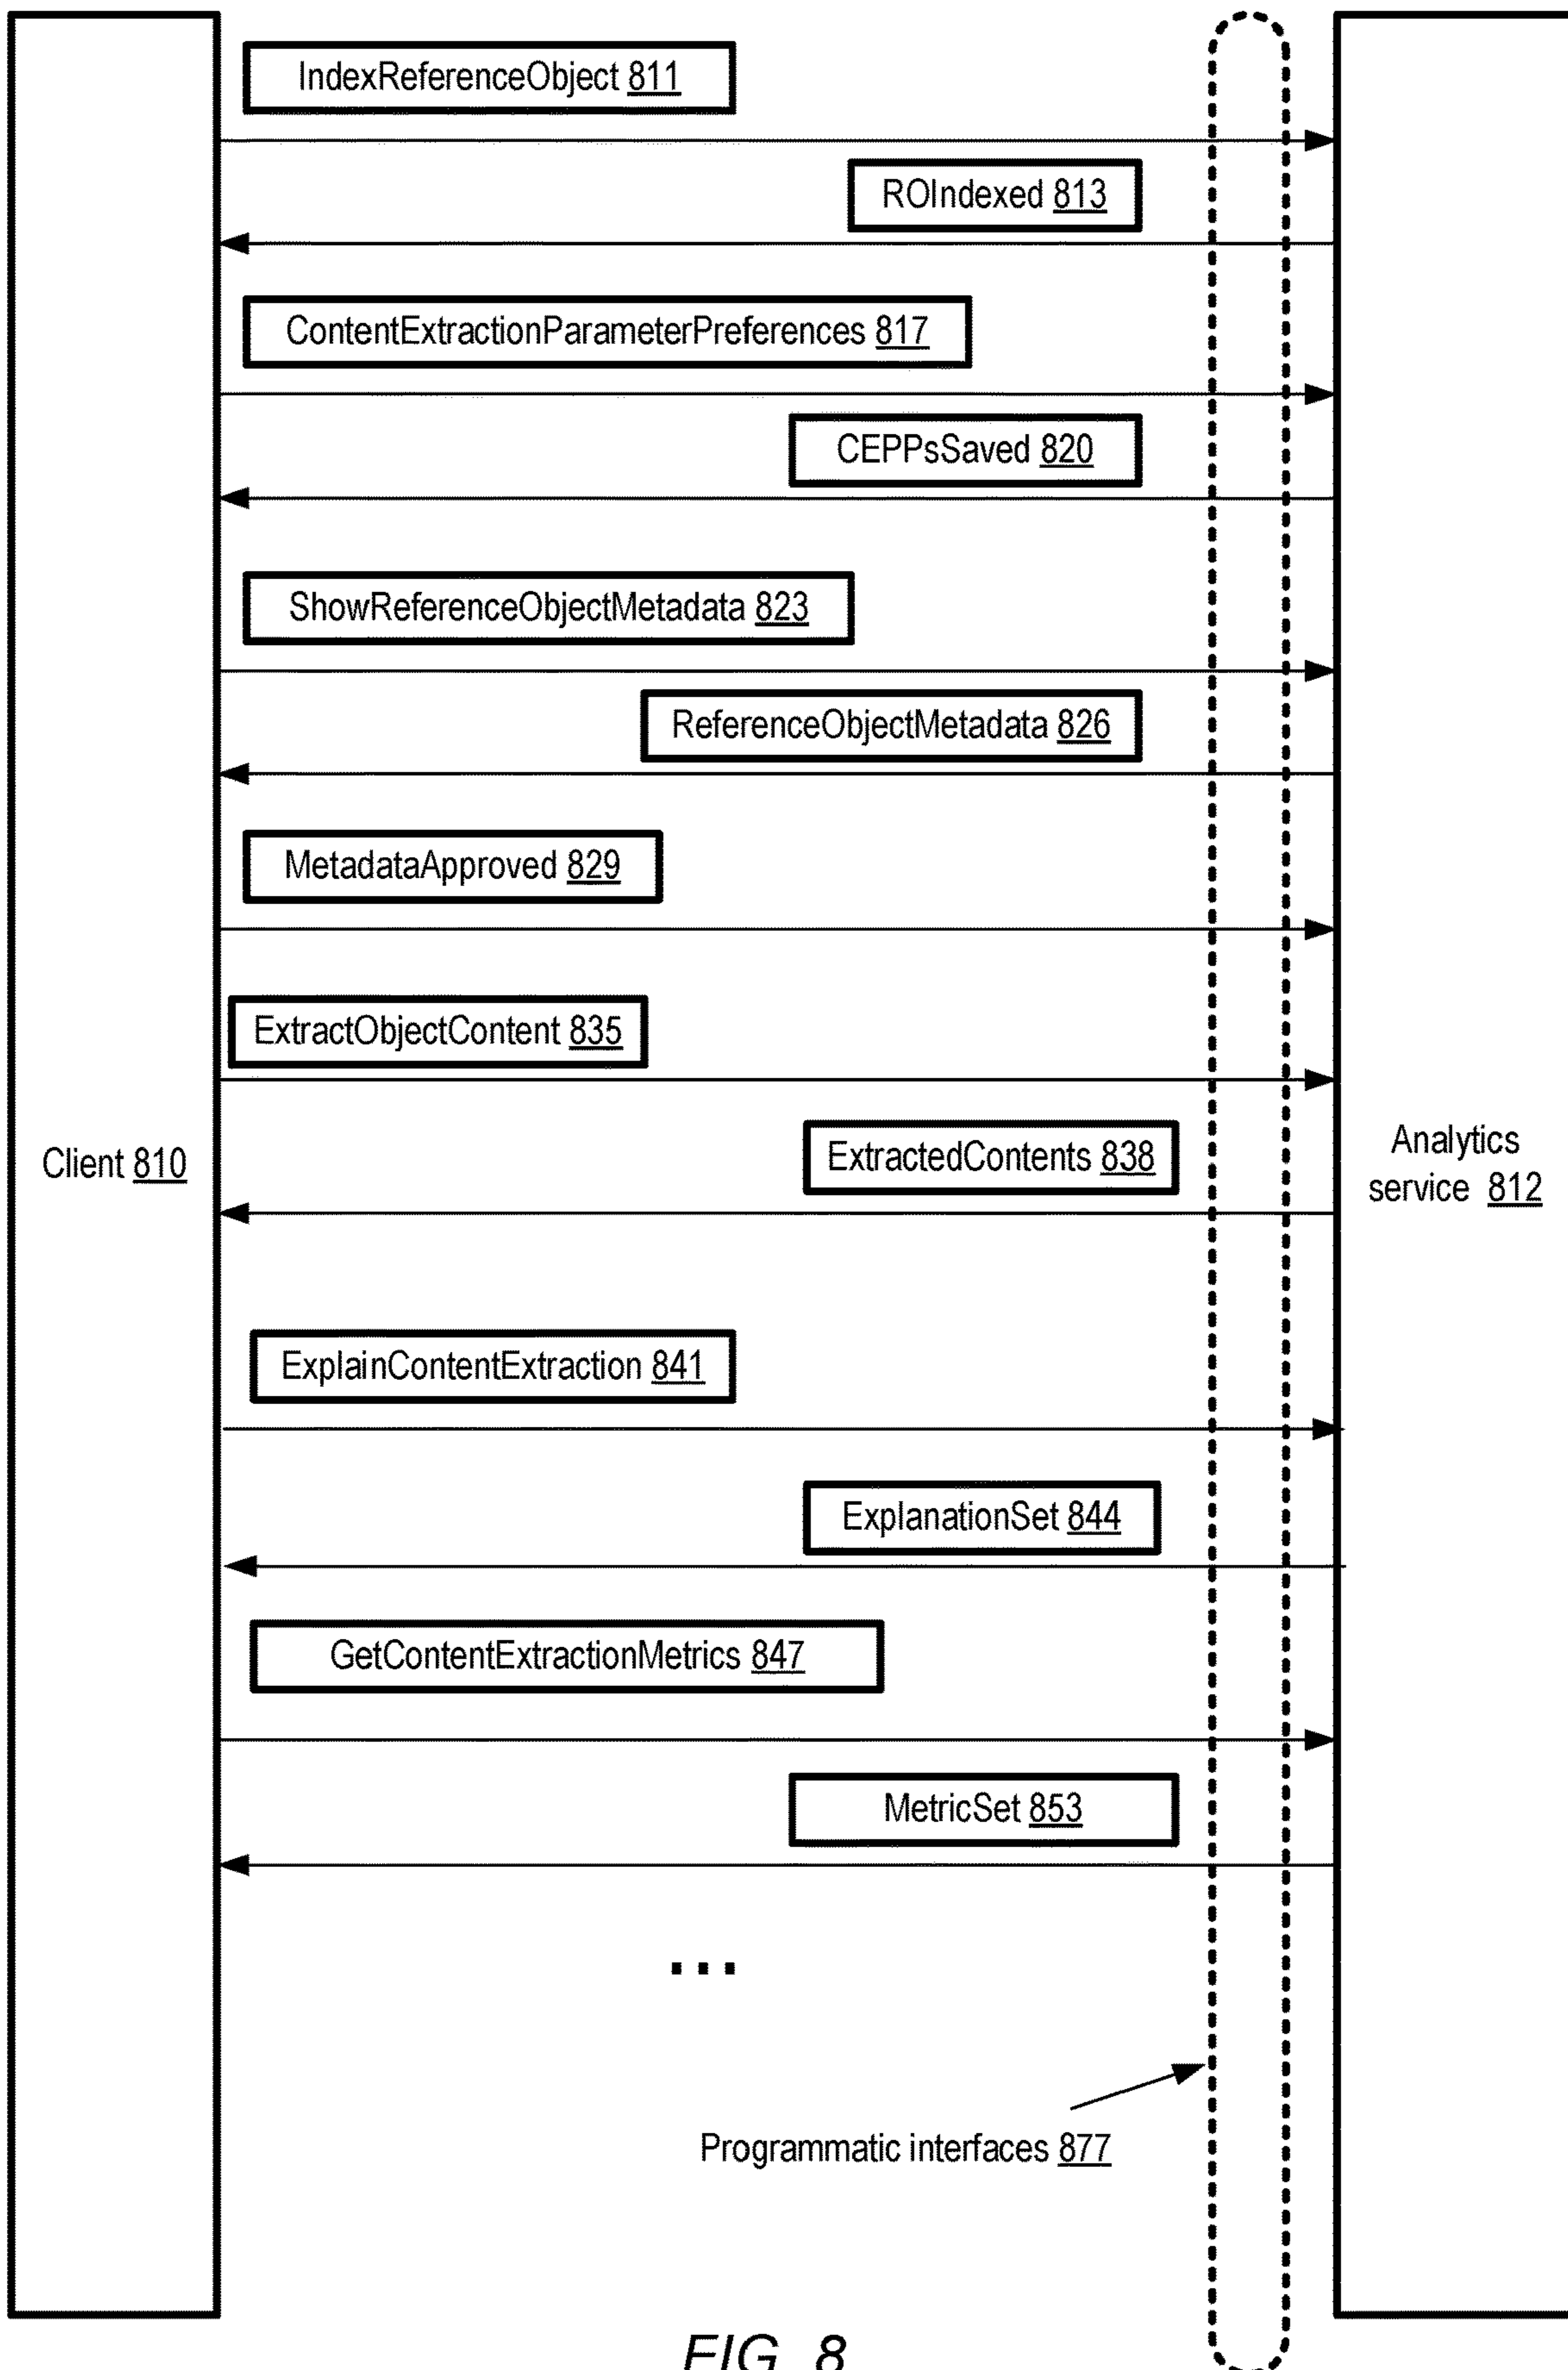 IndexReferenceObject 811
ROIndexed 813
ContentExtractionParameterPreferences 817
CEPPsSaved 820
ShowReferenceObjectMetadata 823
ReferenceObjectMetadata 826
MetadataApproved 829
ExtractObjectContent 835
Client 810
ExtractedContents 838
Analytics
service 812
ExplainContentExtraction 841
ExplanationSet 844
GetContentExtractionMetrics 847
MetricSet 853
...
Programmatic interfaces 877
FIG. 8